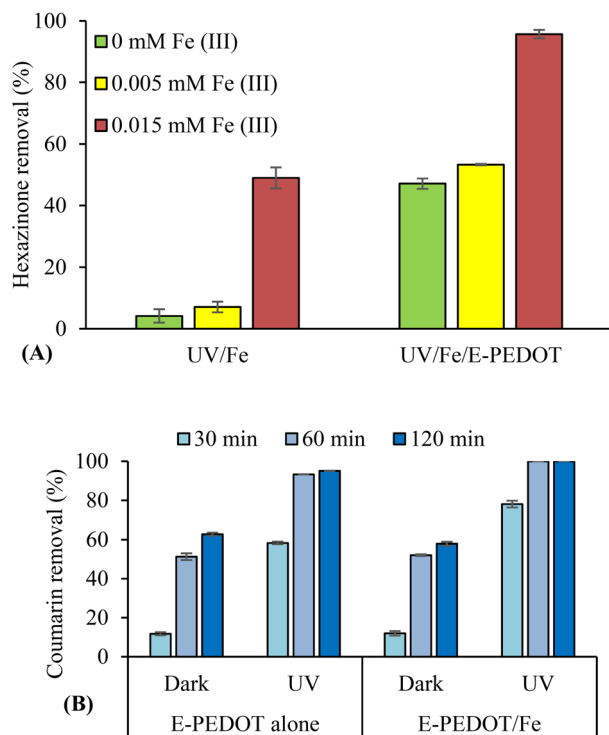 100
80
60
40
20
0
Hexazinone removal (%)
0 mM Fe (III)
0.005 mM Fe (III)
0.015 mM Fe (III)
UV/Fe
UV/Fe/E-PEDOT
(A)
30 min 60 min 120 min
100
80
60
40
20
0
Coumarin removal (%)
Dark UV Dark UV
E-PEDOT alone E-PEDOT/Fe
(B)